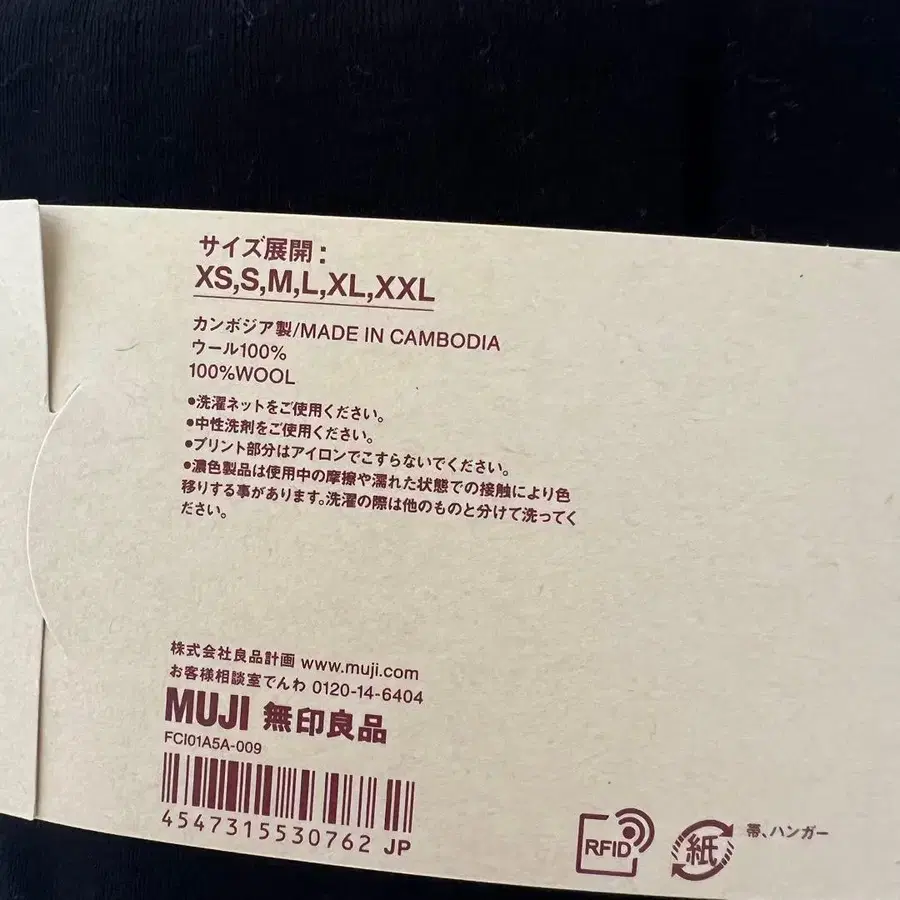 サイズ展開：
XS,S,M,L,XL,XXL
カンボジア製/MADE IN CAMBODIA
ウール100%
100%WOOL
●洗濯ネットをご使用ください。
●中性洗剤をご使用ください。
●プリント部分はアイロンでこすらないでください。
●濃色製品は使用中の摩擦や濡れた状態での接触により色
移りする事があります。洗濯の際は他のものと分けて洗ってく
ださい。
株式会社良品計画 www.muji.com
お客様相談室でんわ 0120-14-6404
MUJI 無印良品
FCI01A5A-009
4547315530762 JP
RFID
紙
帯、ハンガー